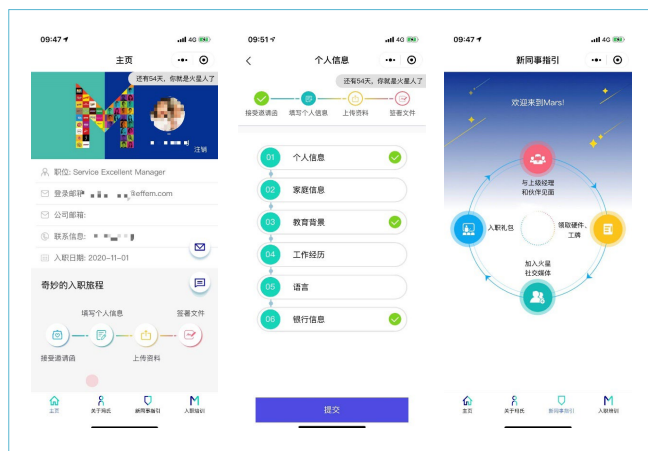 09:47
4G
主页
还有54天，你就是火星人了
注销
职位: Service Excellent Manager
登录邮箱
@effem.com
公司邮箱:
联系信息:
入职日期: 2020-11-01
奇妙的入职旅程
填写个人信息
签署文件
接受邀请函
上传资料
主页
关于玛氏
新同事指引
入职培训
09:51
4G
个人信息
还有54天，你就是火星人了
接受邀请函
填写个人信息
上传资料
签署文件
01 个人信息
02 家庭信息
03 教育背景
04 工作经历
05 语言
06 银行信息
提交
09:47
4G
新同事指引
欢迎来到Mars!
与上级经理
和伙伴见面
入职礼包
领取硬件,
工牌
加入火星
社交媒体
主页
关于玛氏
新同事指引
入职培训